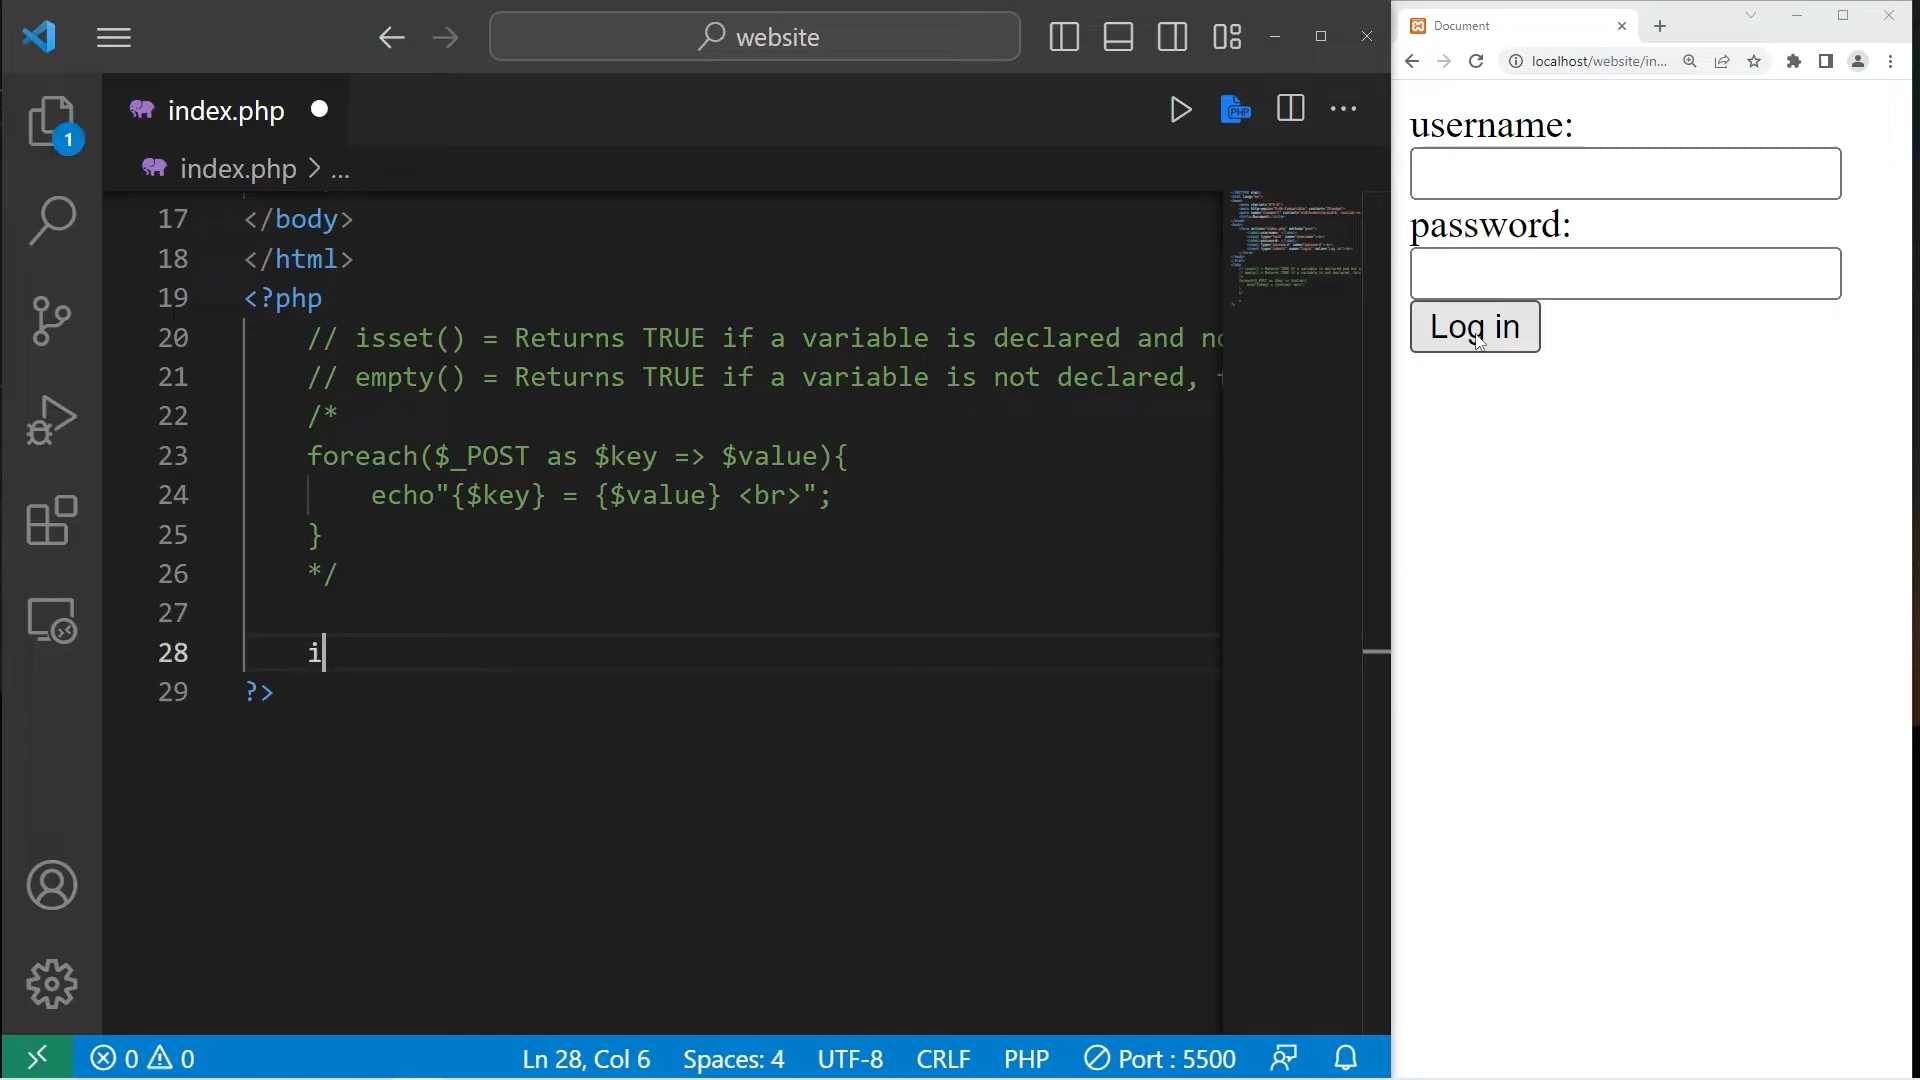 website
index.php
index.php > ...
1
17 </body>
18 </html>
19 <?php
20 // isset() = Returns TRUE if a variable is declared and no
21 // empty() = Returns TRUE if a variable is not declared,
22 /*
23 foreach($_POST as $key => $value){
24 echo"{$key} = {$value} <br>";
25 }
26 */
27
28 i
29 ?>
0 0 Ln 28, Col 6 Spaces: 4 UTF-8 CRLF PHP Port : 5500
Document
localhost/website/in...
username:
password:
Log in